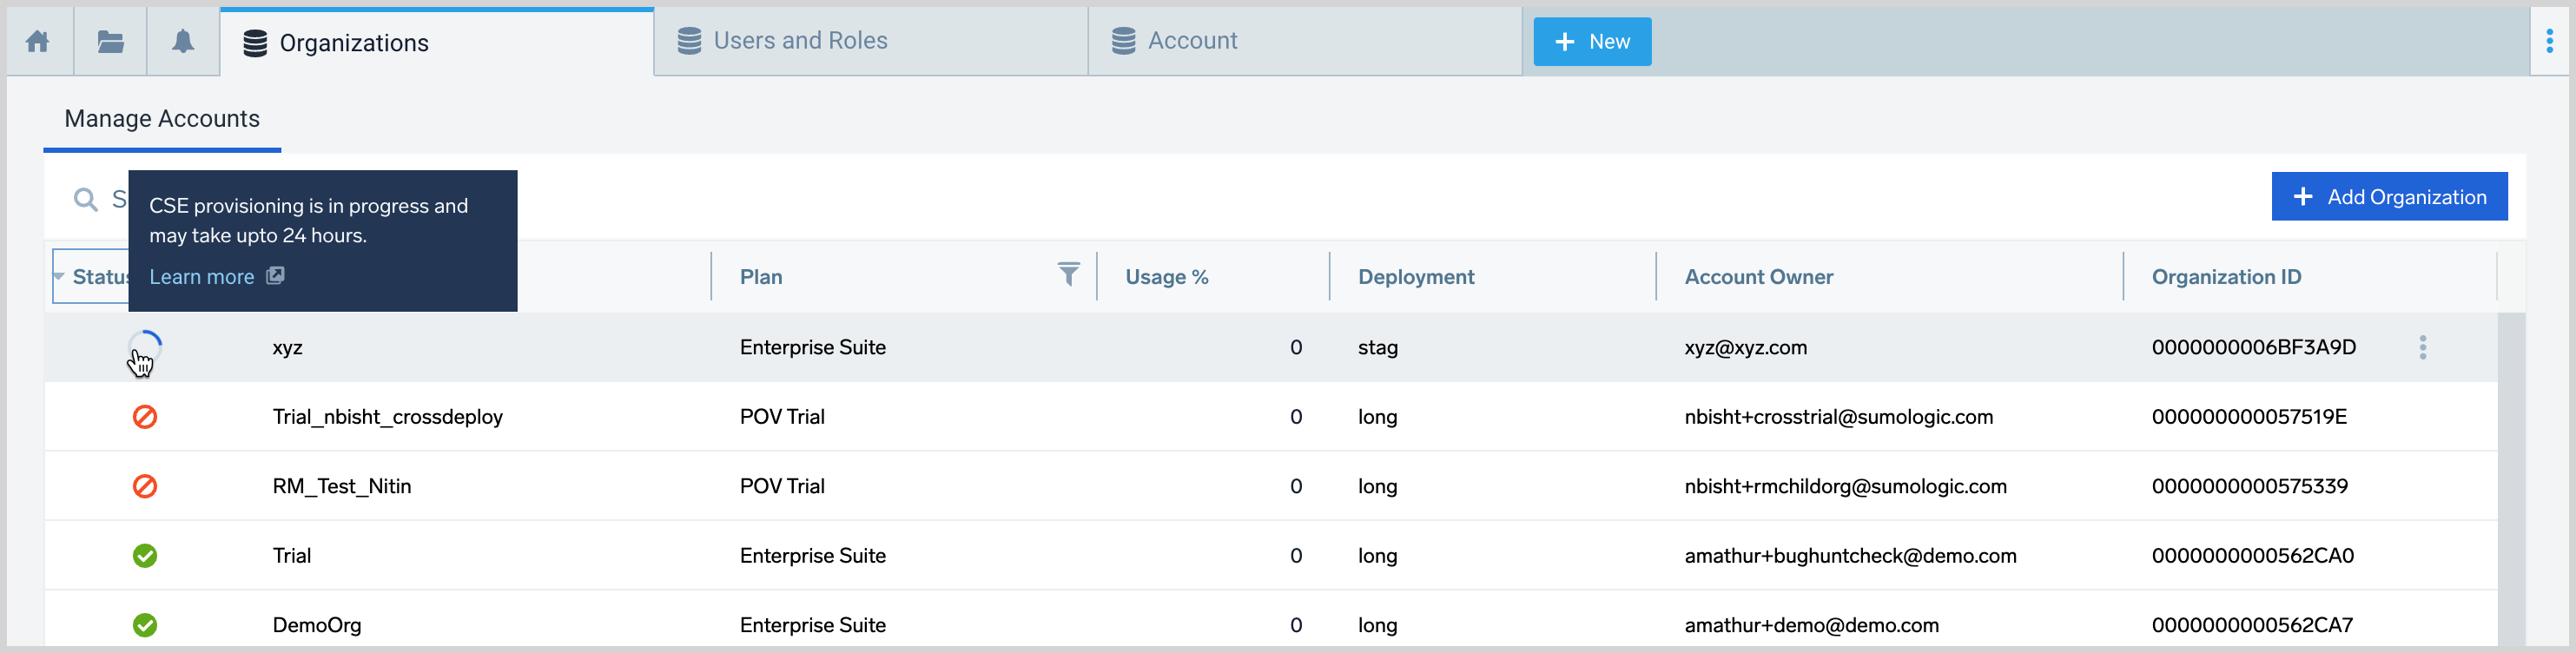 Organizations
Users and Roles
Account
New
Manage Accounts
S
CSE provisioning is in progress and
may take upto 24 hours.
Learn more
Add Organization
Status
Plan
Usage %
Deployment
Account Owner
Organization ID
xyz Enterprise Suite 0 stag xyz@xyz.com 0000000006BF3A9D
Trial_nbisht_crossdeploy POV Trial 0 long nbisht+crosstrial@sumologic.com 000000000057519E
RM_Test_Nitin POV Trial 0 long nbisht+rmchildorg@sumologic.com 0000000000575339
Trial Enterprise Suite 0 long amathur+bughuntcheck@demo.com 0000000000562CA0
DemoOrg Enterprise Suite 0 long amathur+demo@demo.com 0000000000562CA7